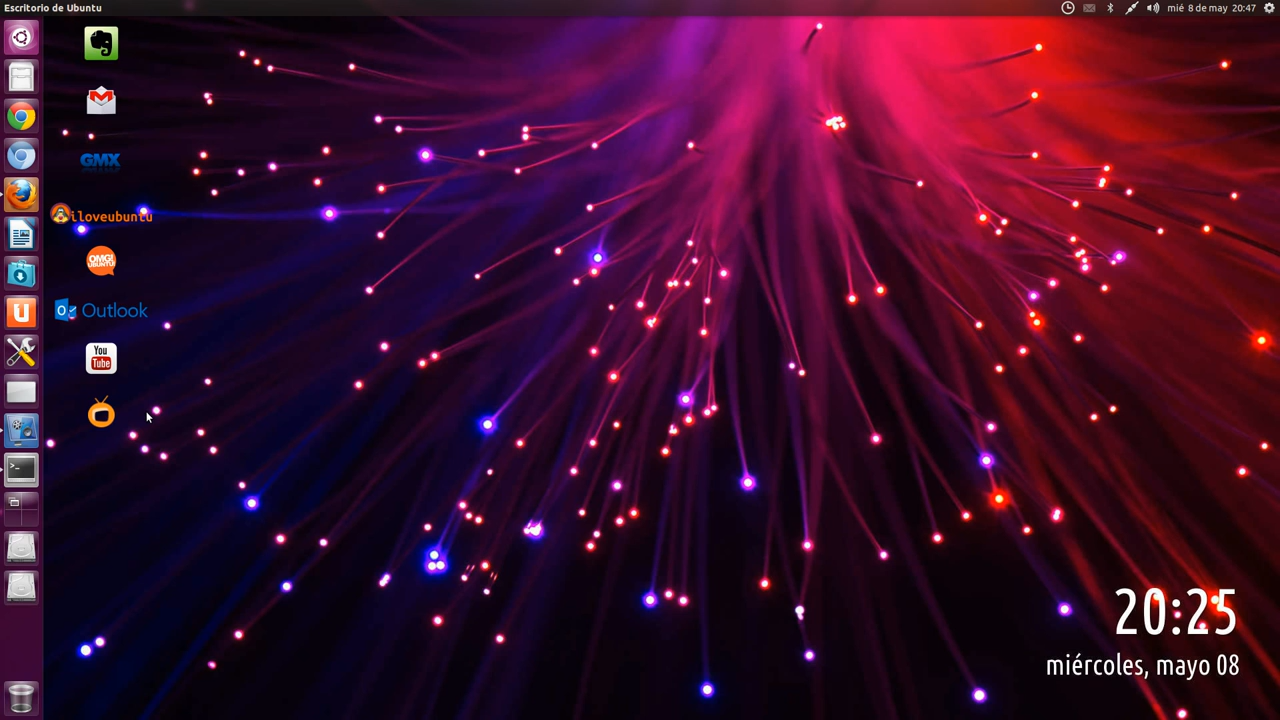 Escritorio de Ubuntu
mié 8 de may 20:47
GMX
iloveubuntu
OMG!
UBUNTU!
Outlook
You
Tube
20:25
miércoles, mayo 08